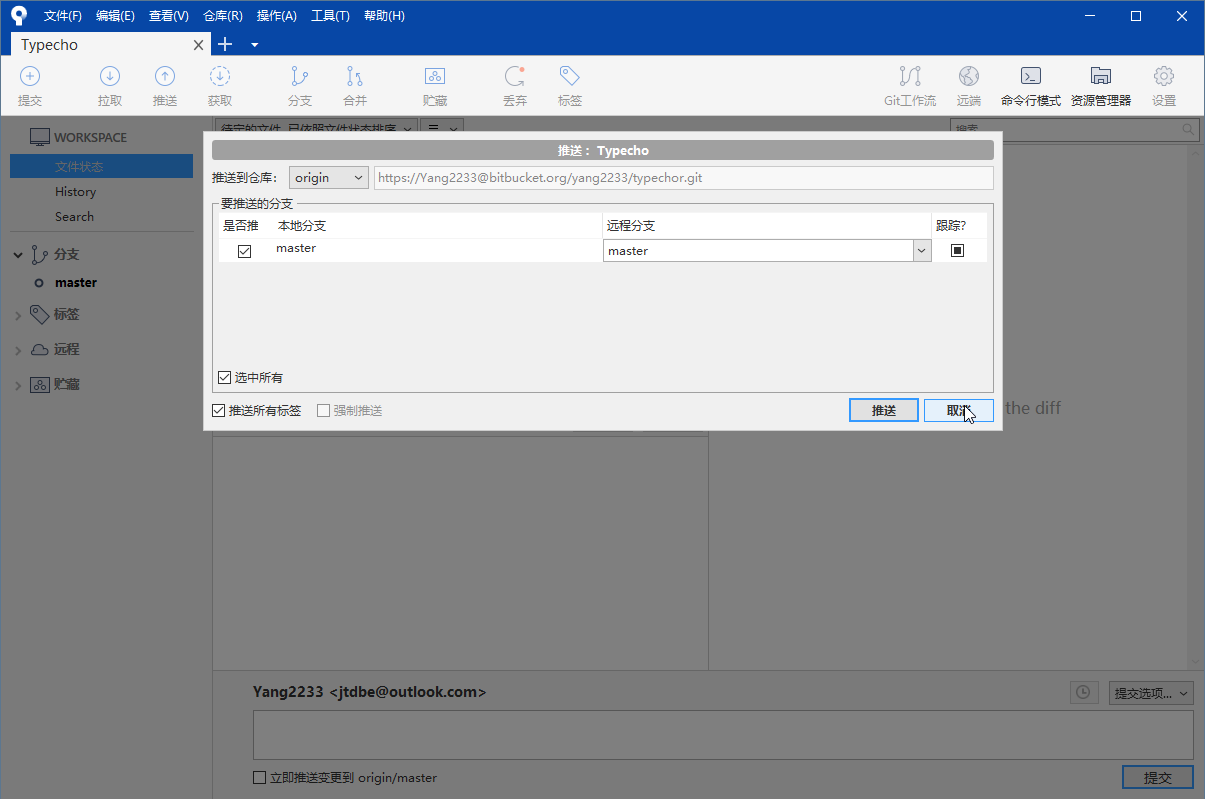 文件(F) 编辑(E) 查看(V) 仓库(R) 操作(A) 工具(T) 帮助(H)
Typecho
提交 拉取 推送 获取 分支 合并 贮藏 丢弃 标签 Git工作流 远端 命令行模式 资源管理器 设置
WORKSPACE
文件状态
History
Search
分支
master
标签
远程
贮藏
待定的文件, 已依照文件状态排序
搜索
推送 : Typecho
推送到仓库: origin https://Yang2233@bitbucket.org/yang2233/typechor.git
要推送的分支
是否推 本地分支 远程分支 跟踪?
master master
选中所有
推送所有标签 强制推送 推送 取消
the diff
Yang2233 <jtdbe@outlook.com>
提交选项...
立即推送变更到 origin/master
提交